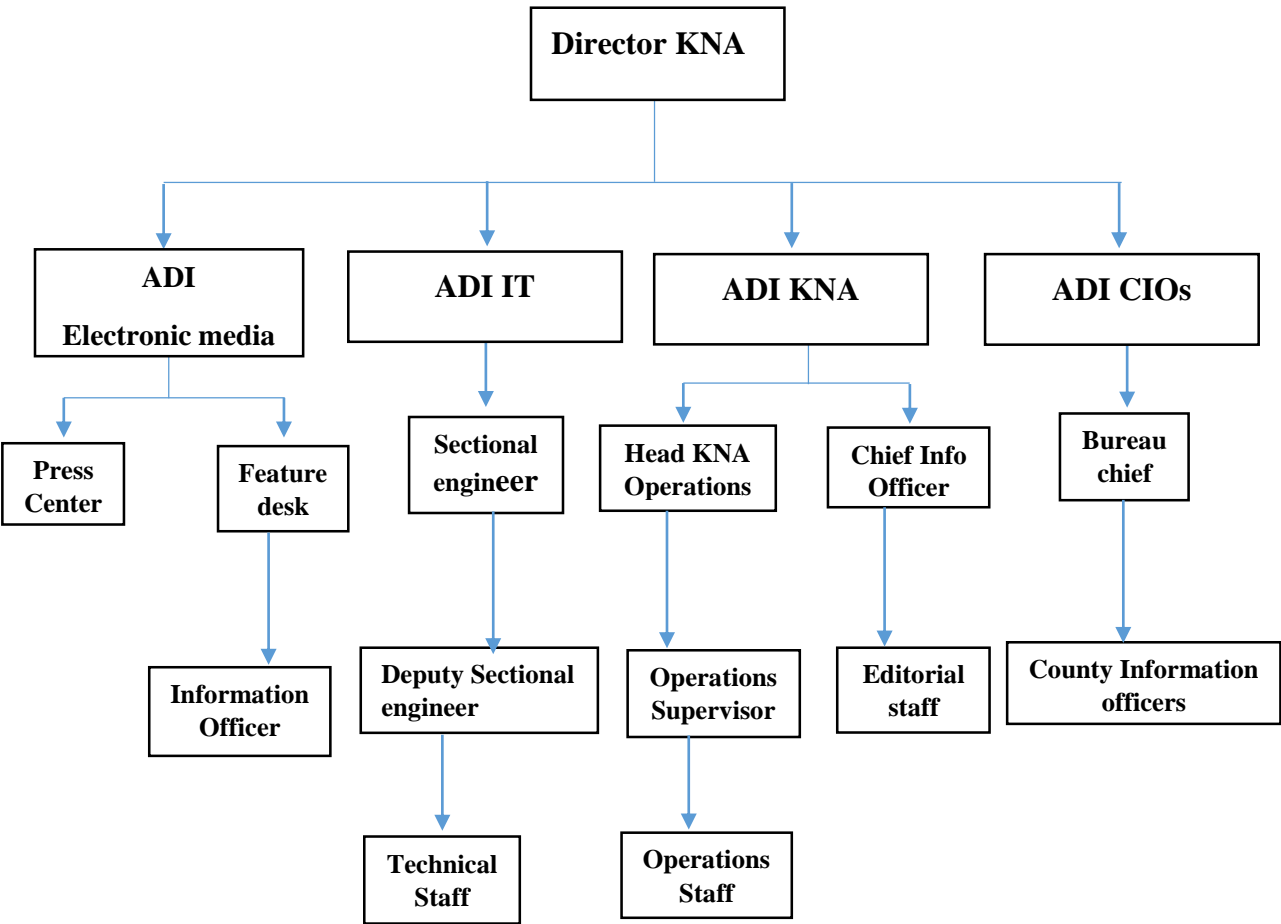 Director KNA
ADI
Electronic media
ADI IT
ADI KNA
ADI CIOs
Press
Center
Feature
desk
Sectional
engineer
Head KNA
Operations
Chief Info
Officer
Bureau
chief
Information
Officer
Deputy Sectional
engineer
Operations
Supervisor
Editorial
staff
County Information
officers
Technical
Staff
Operations
Staff